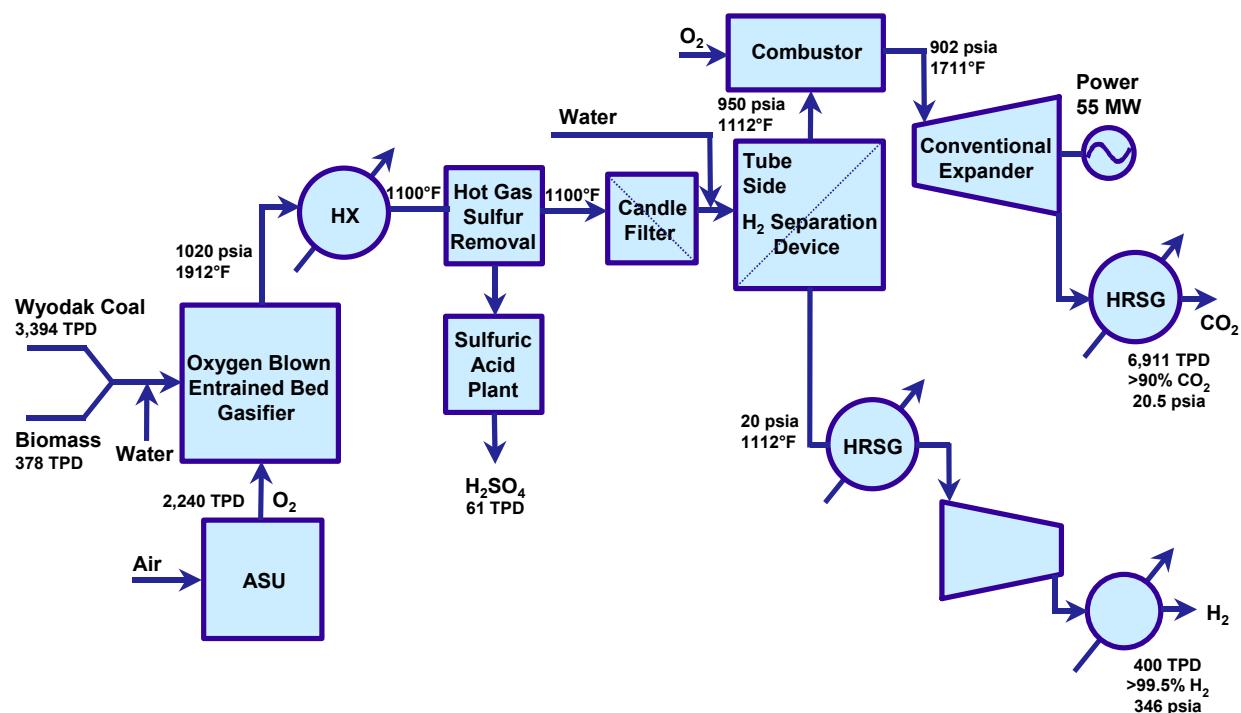 O₂
Combustor
902 psia
1711°F
Power
55 MW
950 psia
1112°F
Water
Conventional
Expander
Tube
Side
H₂ Separation
Device
1100°F
Hot Gas
Sulfur
Removal
1100°F
Candle
Filter
HX
1020 psia
1912°F
HRSG
CO₂
6,911 TPD
>90% CO₂
20.5 psia
Wyodak Coal
3,394 TPD
Oxygen Blown
Entrained Bed
Gasifier
Sulfuric
Acid
Plant
Biomass
378 TPD
Water
20 psia
1112°F
HRSG
H₂SO₄
61 TPD
2,240 TPD
O₂
Air
ASU
H₂
400 TPD
>99.5% H₂
346 psia